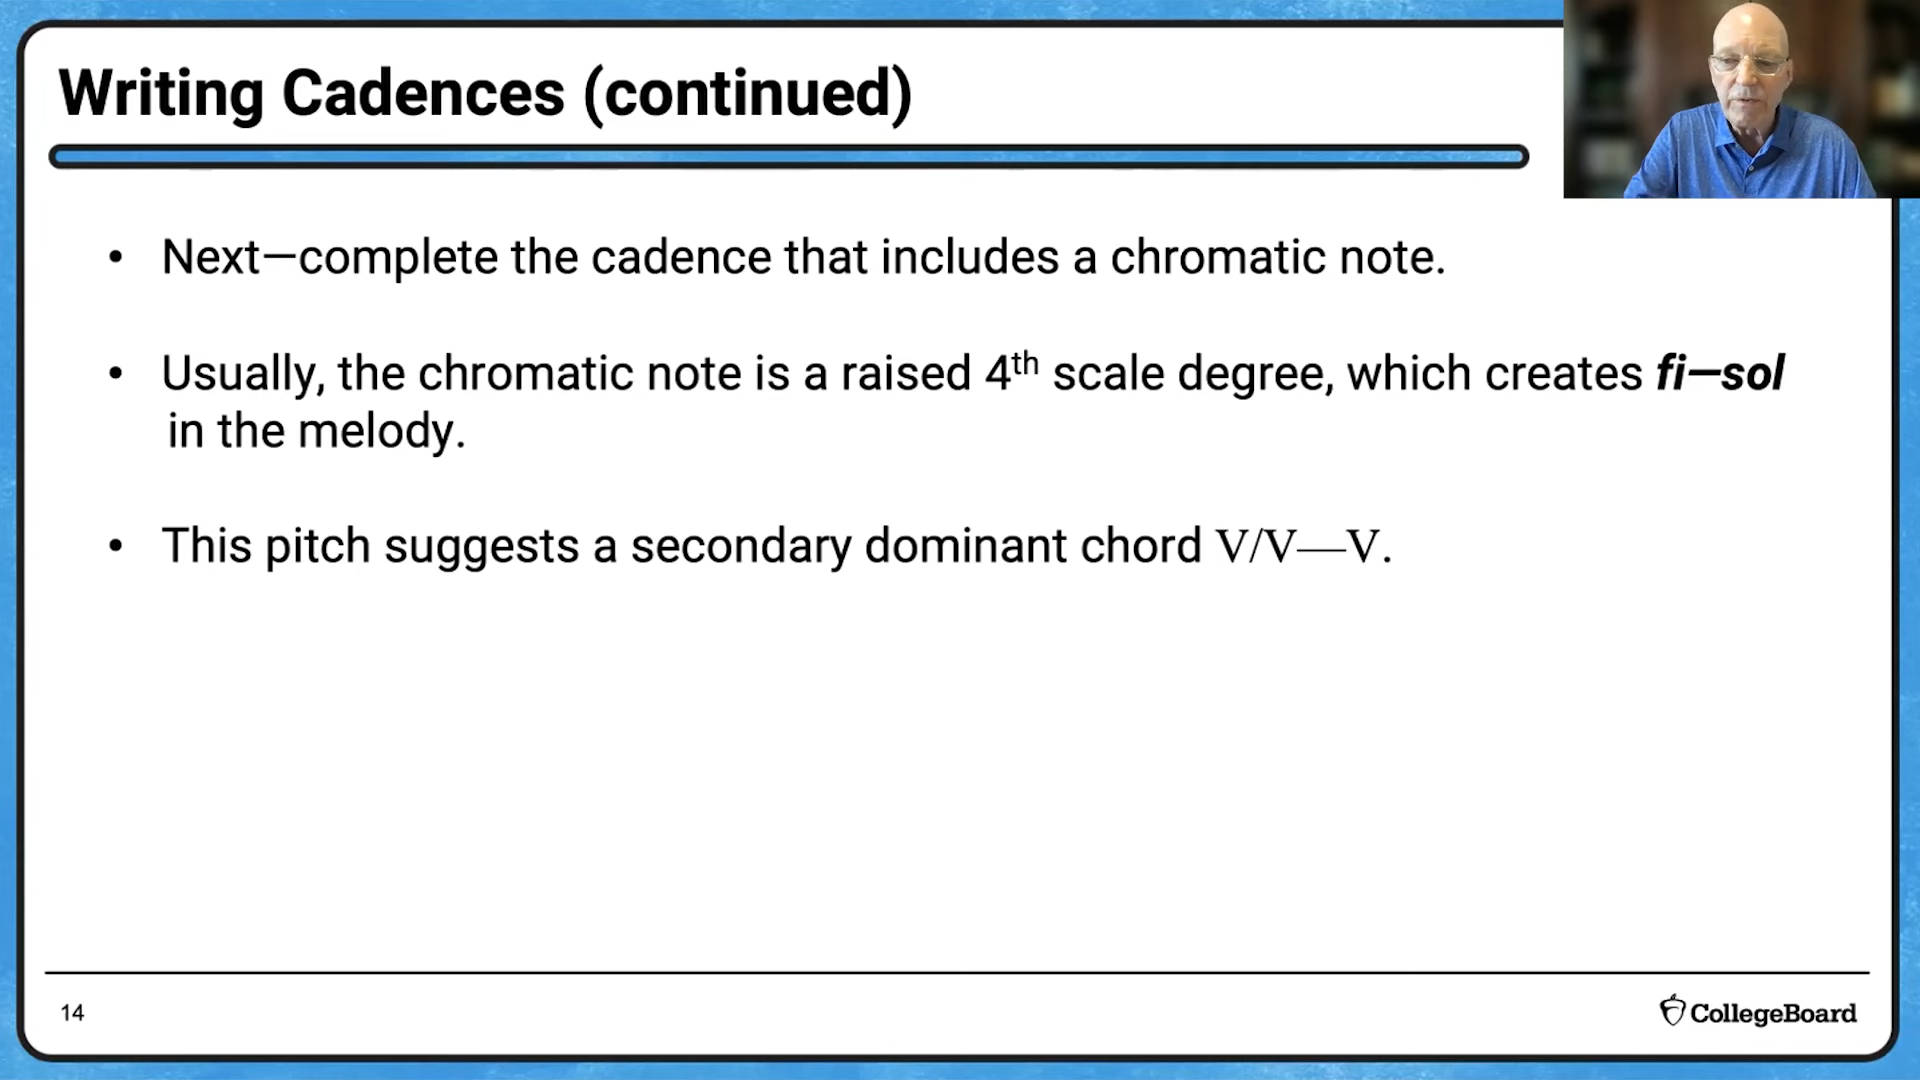 Writing Cadences (continued)
• Next—complete the cadence that includes a chromatic note.
• Usually, the chromatic note is a raised 4th scale degree, which creates fi—sol
in the melody.
• This pitch suggests a secondary dominant chord V/V—V.
14
CollegeBoard